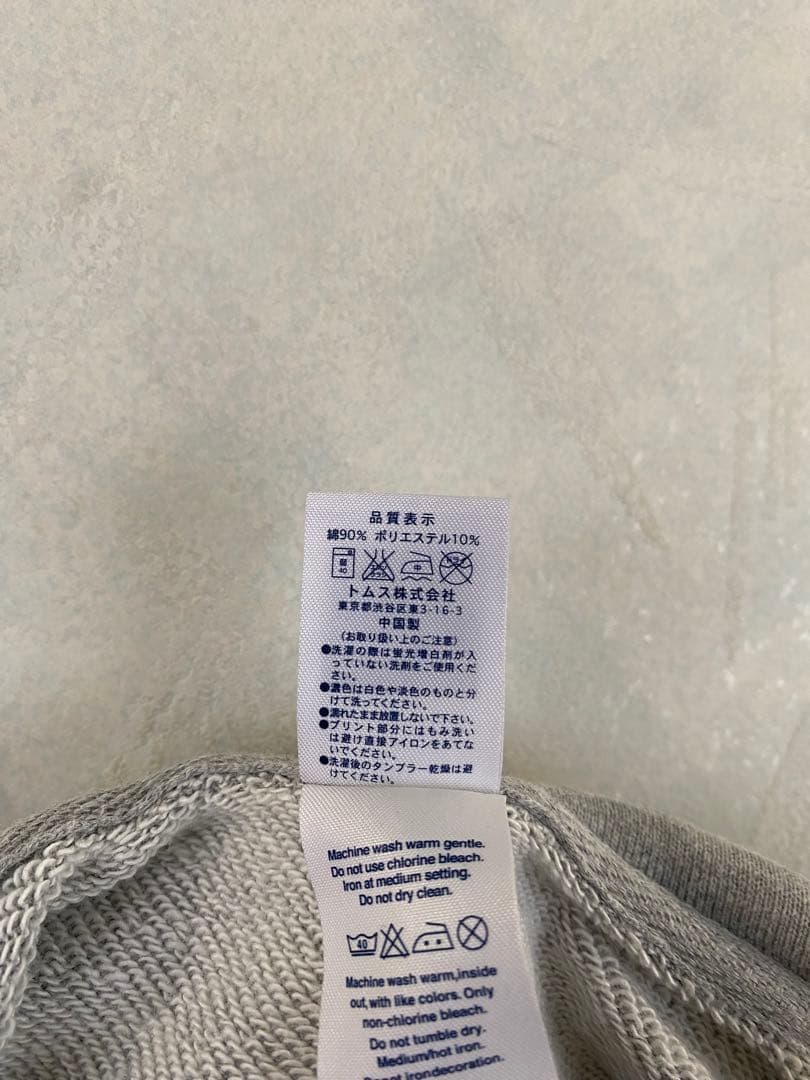 品質表示
綿90% ポリエステル10%
40 中
トムス株式会社
東京都渋谷区東3-16-3
中国製
(お取り扱い上のご注意)
●洗濯の際は蛍光増白剤が入
っていない洗剤をご使用くだ
さい。
●濃色は白色や淡色のものと分
けて洗ってください。
●濡れたまま放置しないで下さい。
●プリント部分にはもみ洗い
は避け直接アイロンをあてな
いでください。
●洗濯後のタンブラー乾燥は避
けてください。
Machine wash warm gentle.
Do not use chlorine bleach.
Iron at medium setting.
Do not dry clean.
40
Machine wash warm,inside
out,with like colors. Only
non-chlorine bleach.
Do not tumble dry.
Medium/hot iron.
Do not irondecoration.